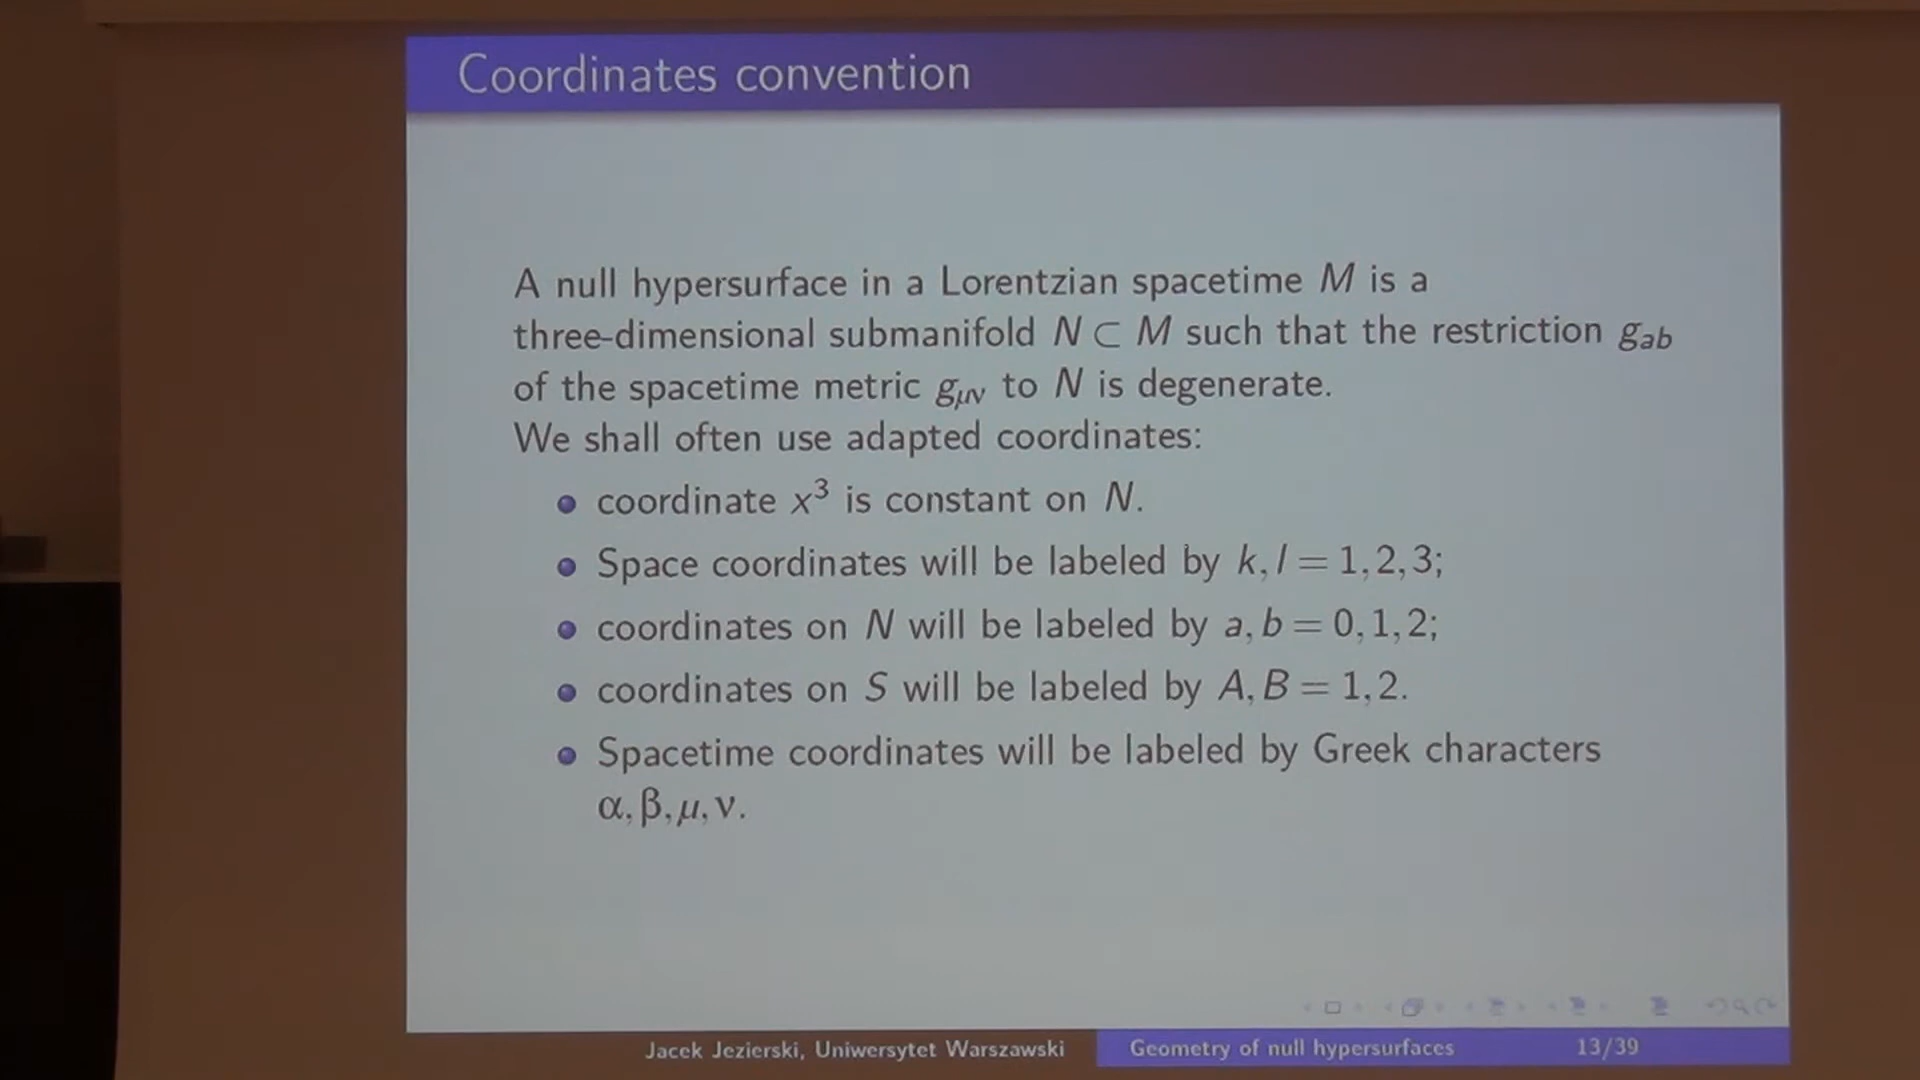 Coordinates convention
A null hypersurface in a Lorentzian spacetime M is a
three-dimensional submanifold N ⊂ M such that the restriction g_ab
of the spacetime metric g_μν to N is degenerate.
We shall often use adapted coordinates:
coordinate x³ is constant on N.
Space coordinates will be labeled by k, l = 1, 2, 3;
coordinates on N will be labeled by a, b = 0, 1, 2;
coordinates on S will be labeled by A, B = 1, 2.
Spacetime coordinates will be labeled by Greek characters
α, β, μ, ν.
Jacek Jezierski, Uniwersytet Warszawski Geometry of null hypersurfaces 13/39